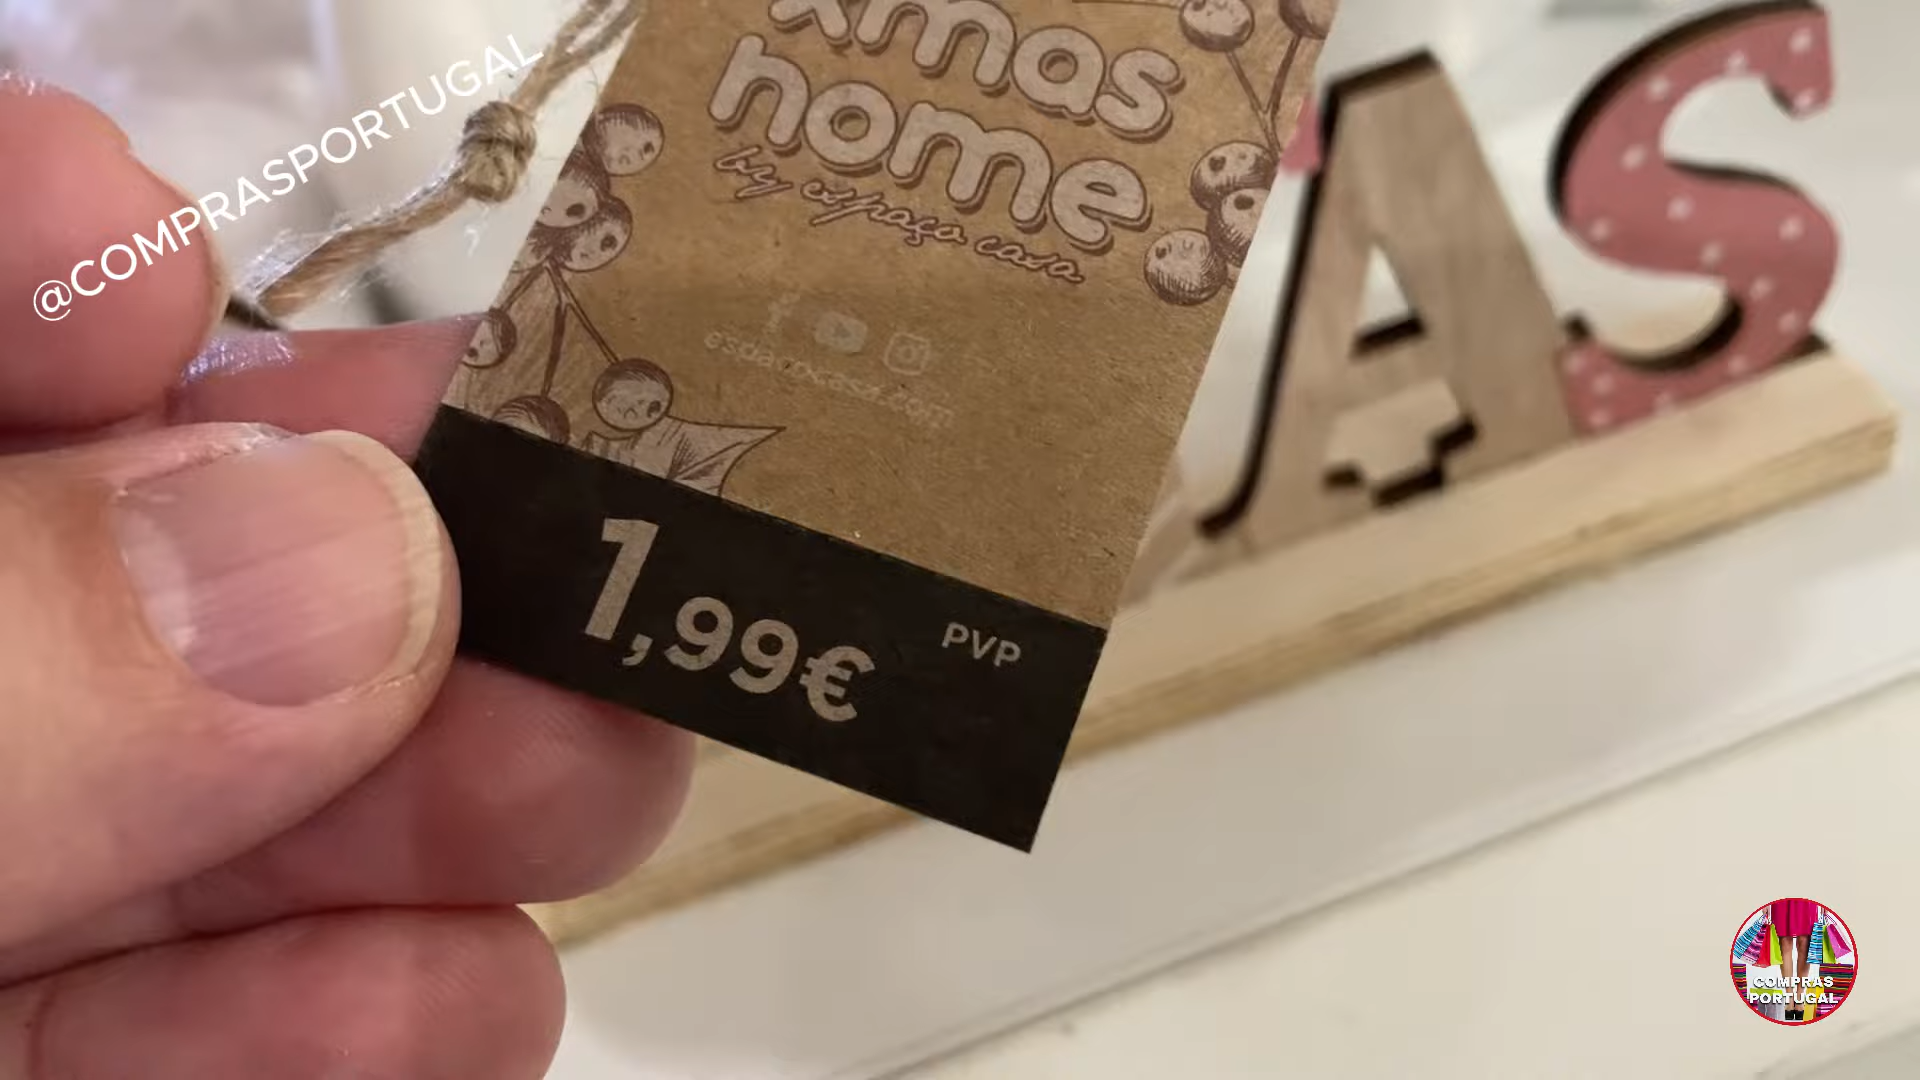 @COMPRASPORTUGAL
xmas
home
by espaço casa
espacocasa.com
1,99€
PVP
AS
COMPRAS
PORTUGAL